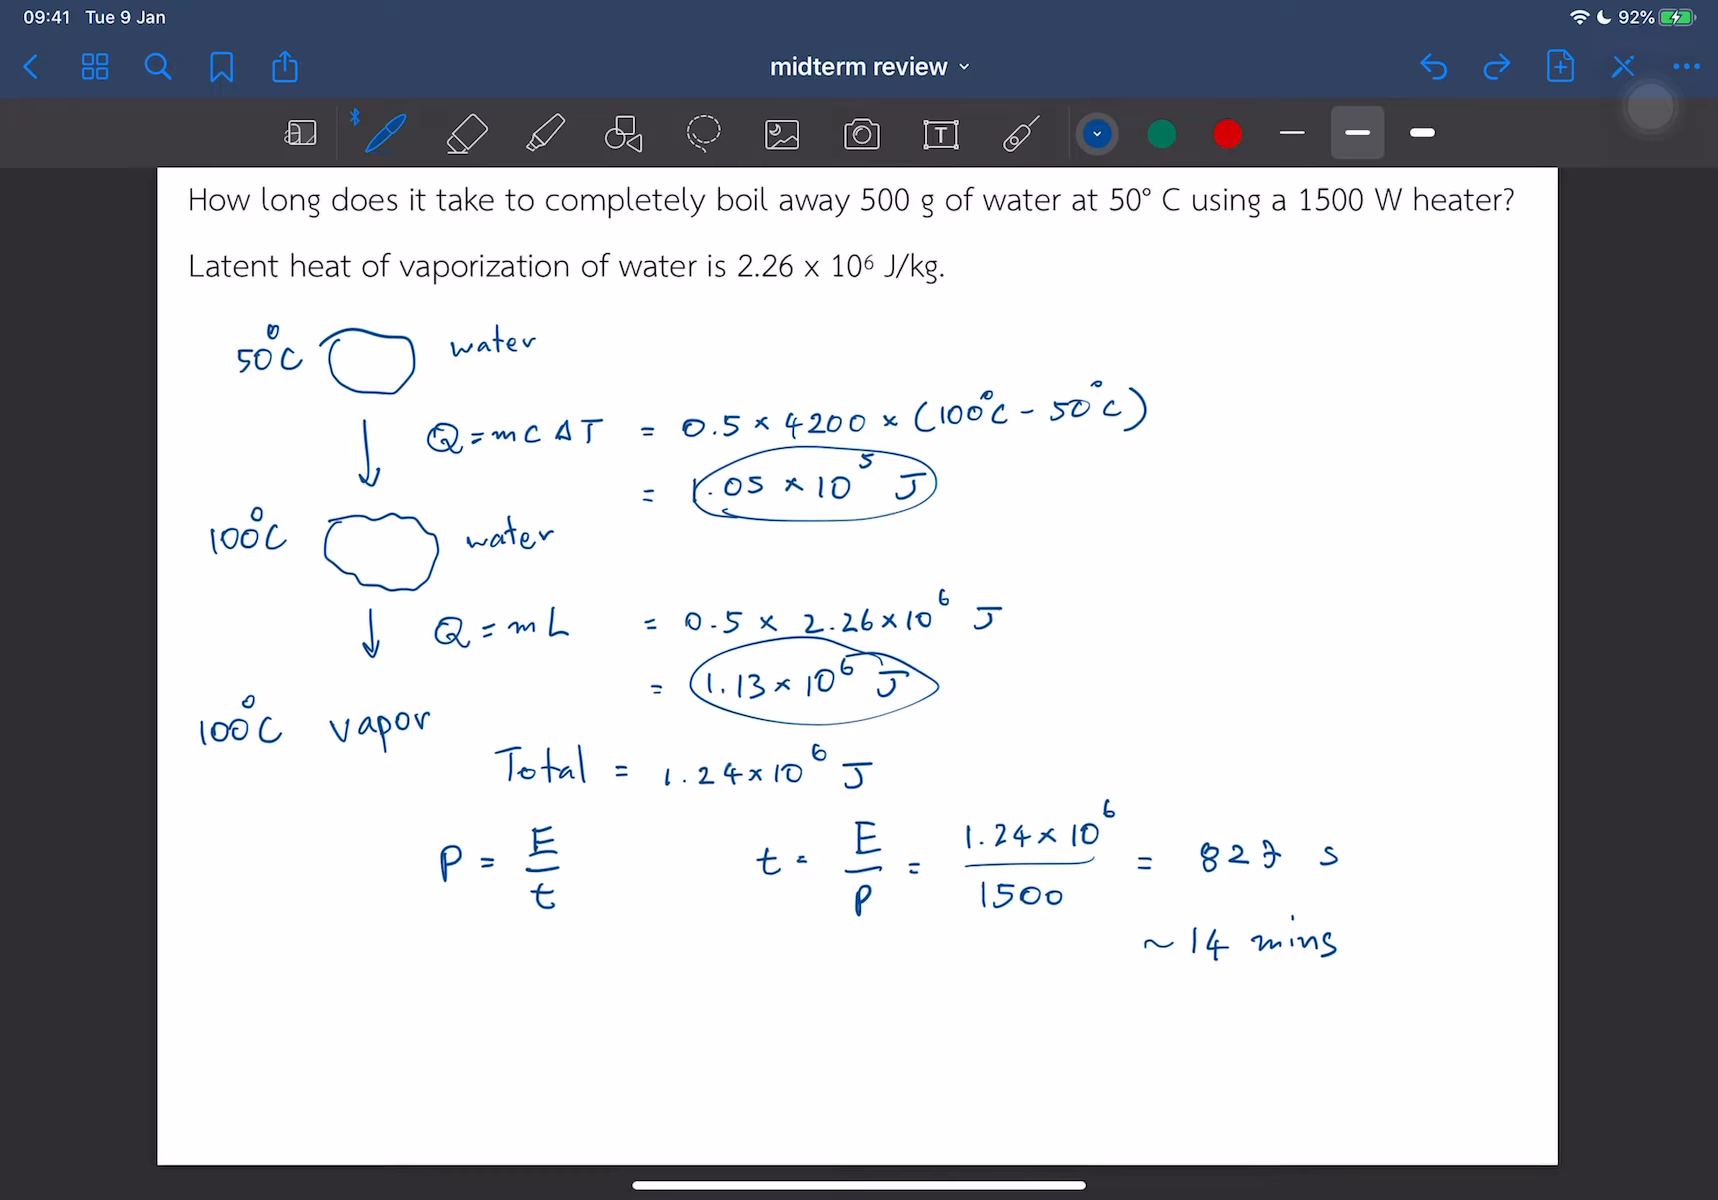 09:41 Tue 9 Jan 92%
midterm review
T
How long does it take to completely boil away 500 g of water at 50° C using a 1500 W heater?
Latent heat of vaporization of water is 2.26 x 10⁶ J/kg.
50°C water
Q = mcΔT = 0.5 × 4200 × (100°C - 50°C)
= 1.05 × 10⁵ J
100°C water
Q = mL = 0.5 × 2.26×10⁶ J
= 1.13 × 10⁶ J
100°C vapor
Total = 1.24×10⁶ J
P = E/t t = E/P = 1.24×10⁶/1500 = 827 s
~ 14 mins